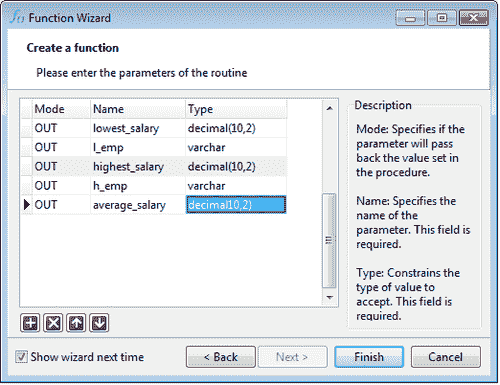 Function Wizard
Create a function
Please enter the parameters of the routine
Mode Name Type
OUT lowest_salary decimal(10,2)
OUT l_emp varchar
OUT highest_salary decimal(10,2)
OUT h_emp varchar
OUT average_salary decimal10,2)
Description
Mode: Specifies if the
parameter will pass
back the value set in
the procedure.
Name: Specifies the
name of the
parameter. This field is
required.
Type: Constrains the
type of value to
accept. This field is
required.
Show wizard next time
< Back
Next >
Finish
Cancel